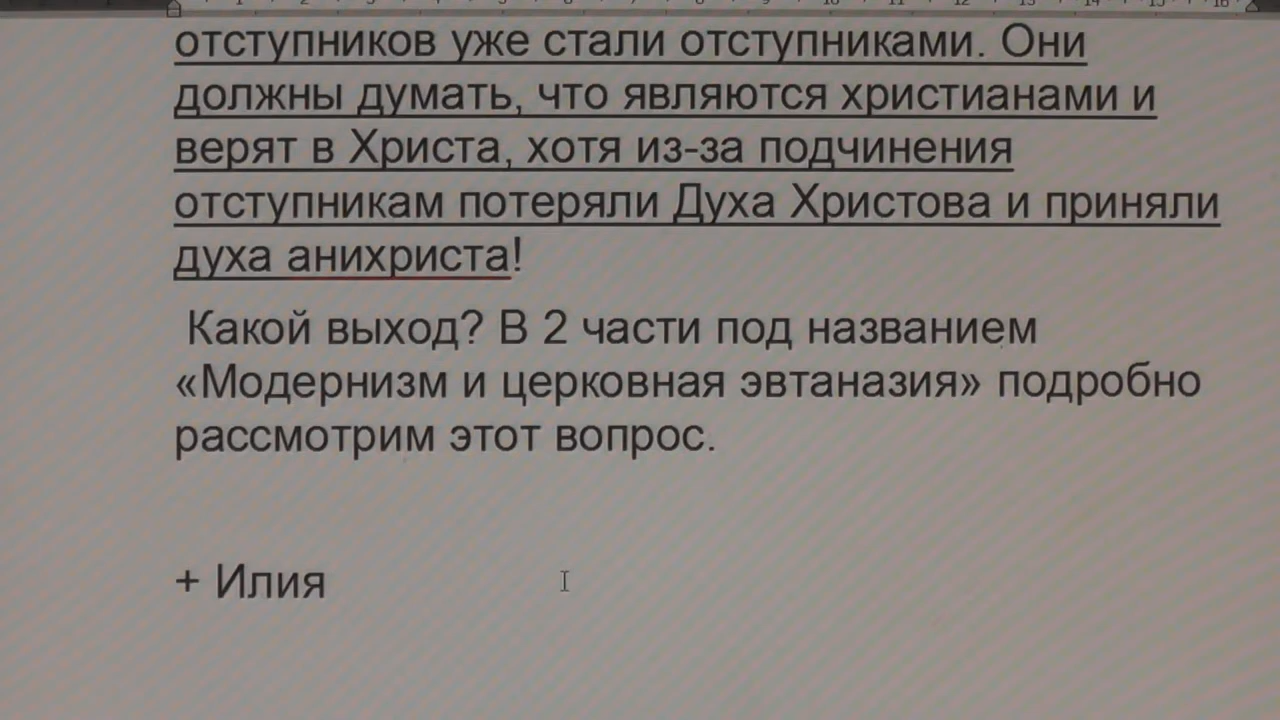 отступников уже стали отступниками. Они
должны думать, что являются христианами и
верят в Христа, хотя из-за подчинения
отступникам потеряли Духа Христова и приняли
духа анихриста!
Какой выход? В 2 части под названием
«Модернизм и церковная эвтаназия» подробно
рассмотрим этот вопрос.
+ Илия